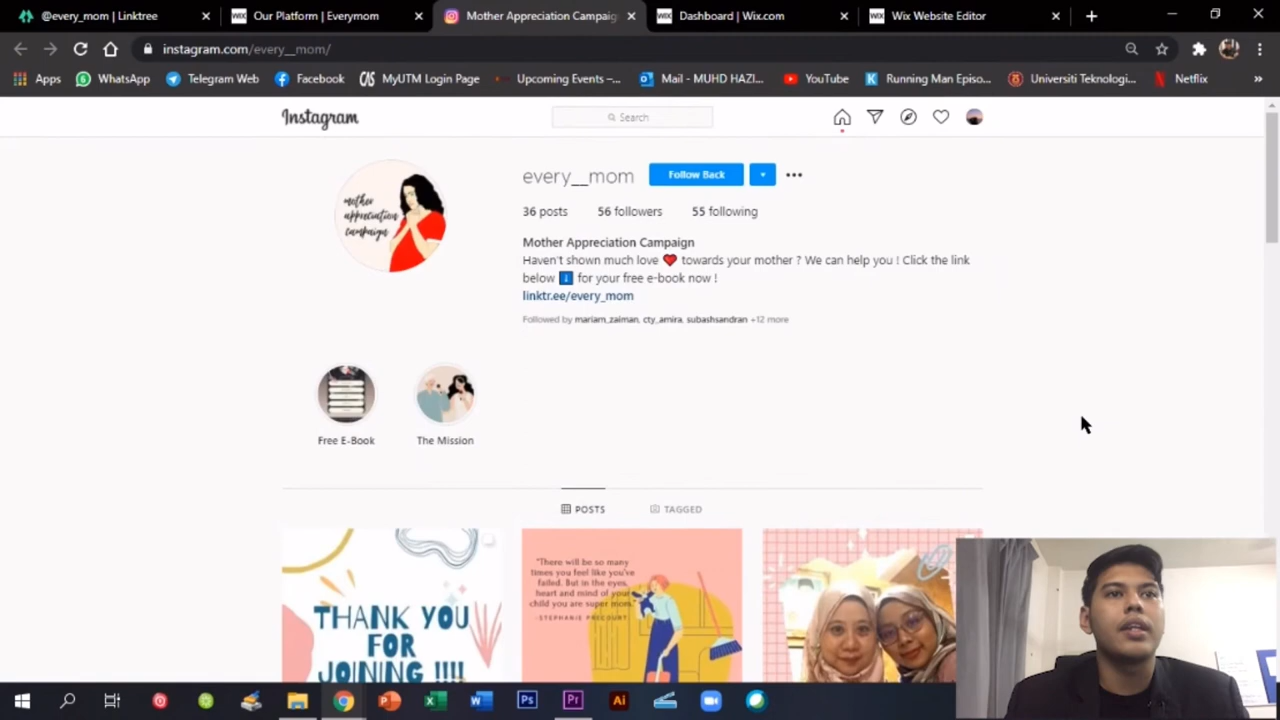 @every_mom | Linktree
Our Platform | Everymom
Mother Appreciation Campaig
Dashboard | Wix.com
Wix Website Editor
instagram.com/every__mom/
Apps
WhatsApp
Telegram Web
Facebook
MyUTM Login Page
Upcoming Events –...
Mail - MUHD HAZI...
YouTube
Running Man Episo...
Universiti Teknologi...
Netflix
»
Instagram
Search
every__mom
Follow Back
36 posts
56 followers
55 following
mother
appreciation
campaign
Mother Appreciation Campaign
Haven't shown much love ❤️ towards your mother ? We can help you ! Click the link
below ⬇️ for your free e-book now !
linktr.ee/every_mom
Followed by mariam_zaiman, cty_amira, subashsandran +12 more
Free E-Book
The Mission
POSTS
TAGGED
THANK YOU
FOR
JOINING !!!!
"There will be so many
times you feel like you've
failed. But in the eyes,
heart and mind of your
child you are super mom."
-STEPHANIE PRECOURT